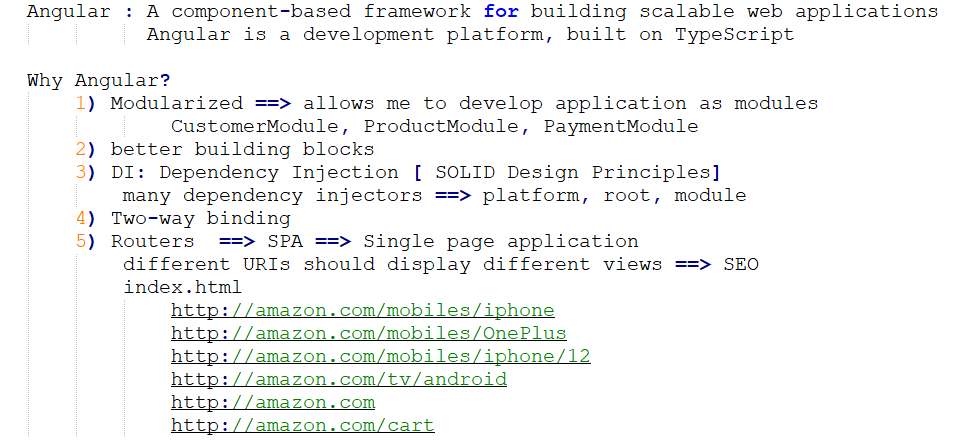 Angular : A component-based framework for building scalable web applications
Angular is a development platform, built on TypeScript
Why Angular?
1) Modularized ==> allows me to develop application as modules
CustomerModule, ProductModule, PaymentModule
2) better building blocks
3) DI: Dependency Injection [ SOLID Design Principles]
many dependency injectors ==> platform, root, module
4) Two-way binding
5) Routers  ==> SPA ==> Single page application
different URIs should display different views ==> SEO
index.html
http://amazon.com/mobiles/iphone
http://amazon.com/mobiles/OnePlus
http://amazon.com/mobiles/iphone/12
http://amazon.com/tv/android
http://amazon.com
http://amazon.com/cart